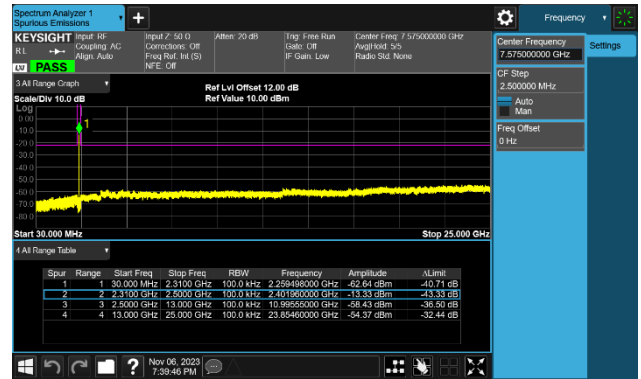 Spectrum Analyzer 1
Spurious Emissions
+
Frequency
KEYSIGHT
RL
LXI PASS
Input: RF
Coupling: AC
Align: Auto
Input Z: 50 Ω
Corrections: Off
Freq Ref: Int (S)
NFE: Off
Atten: 20 dB
Trig: Free Run
Gate: Off
IF Gain: Low
Center Freq: 7.575000000 GHz
Avg|Hold: 5/5
Radio Std: None
Center Frequency
7.575000000 GHz
Settings
CF Step
2.500000 MHz
Auto
Man
Freq Offset
0 Hz
3 All Range Graph
Scale/Div 10.0 dB
Ref Lvl Offset 12.00 dB
Ref Value 10.00 dBm
Log
0.00
-10.0
-20.0
-30.0
-40.0
-50.0
-60.0
-70.0
-80.0
1
Start 30.000 MHz
Stop 25.000 GHz
4 All Range Table
Spur Range Start Freq Stop Freq RBW Frequency Amplitude ΔLimit
1 1 30.000 MHz 2.3100 GHz 100.0 kHz 2.259498000 GHz -62.64 dBm -40.71 dB
2 2 2.3100 GHz 2.5000 GHz 100.0 kHz 2.401960000 GHz -13.33 dBm -43.33 dB
3 3 2.5000 GHz 13.000 GHz 100.0 kHz 10.99555000 GHz -58.43 dBm -36.50 dB
4 4 13.000 GHz 25.000 GHz 100.0 kHz 23.85460000 GHz -54.37 dBm -32.44 dB
?
Nov 06, 2023
7:39:46 PM